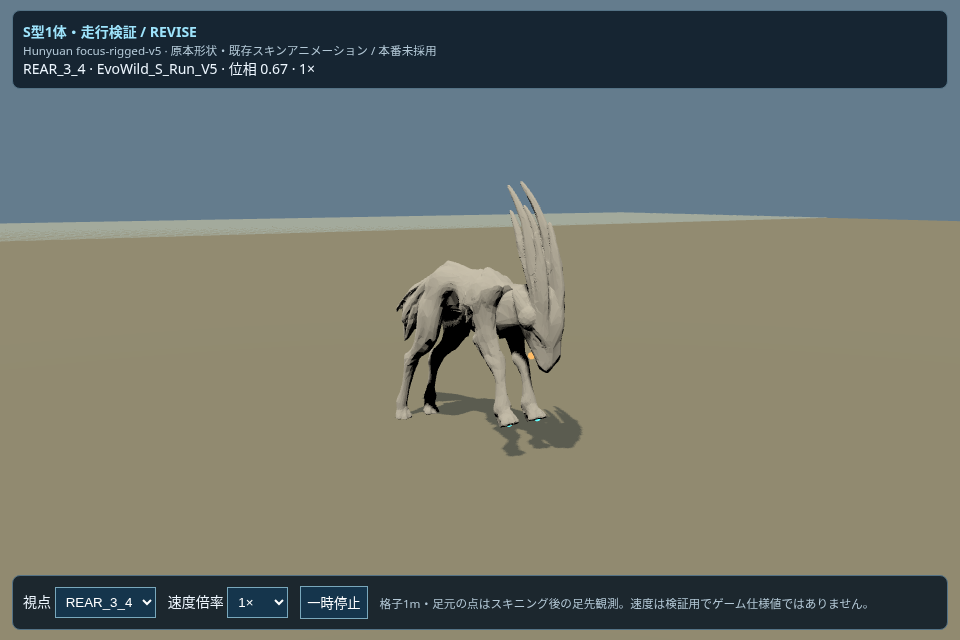 S型1体・走行検証 / REVISE
Hunyuan focus-rigged-v5 · 原本形状・既存スキンアニメーション / 本番未採用
REAR_3_4 · EvoWild_S_Run_V5 · 位相 0.67 · 1×
視点 REAR_3_4 速度倍率 1× 一時停止 格子1m・足元の点はスキニング後の足先観測。速度は検証用でゲーム仕様値ではありません。